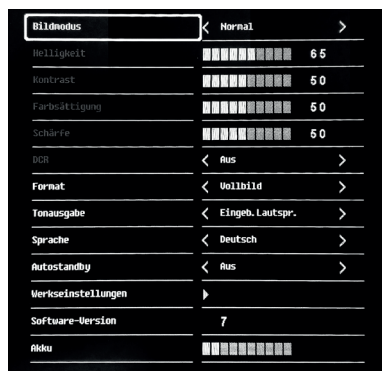 Bildmodus Normal
Helligkeit 65
Kontrast 50
Farbsättigung 50
Schärfe 50
DCR Aus
Format Vollbild
Tonausgabe Eingeb. Lautspr.
Sprache Deutsch
Autostandby Aus
Werkseinstellungen
Software-Version 7
Akku